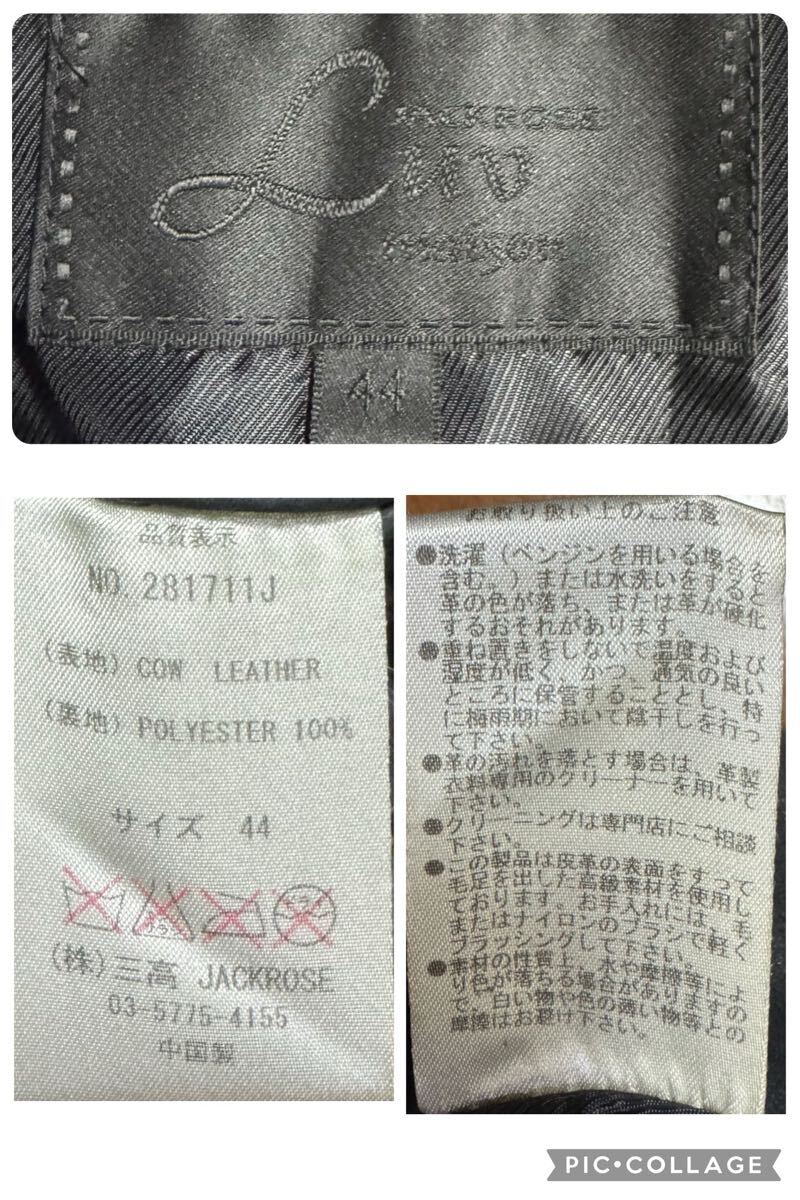 JACKROSE
Luv
maison
44
品質表示
NO. 281711J
(表地) COW LEATHER
(裏地) POLYESTER 100%
サイズ 44
(株)三高 JACKROSE
03-5775-4155
中国製
お取り扱い上のご注意
●洗濯(ベンジンを用いる場合を
含む。)または水洗いをすると
革の色が落ち、または革が硬化
するおそれがあります。
●重ね置きをしないで、温度および
湿度が低く、かつ、通気の良い
ところに保管することとし、特
に梅雨期において陰干しを行っ
て下さい。
●革の汚れを落とす場合は、革製
衣料専用のクリーナーを用いて
下さい。
●クリーニングは専門店にご相談
下さい。
●この製品は皮革の表面をすって
毛足を出した高級素材を使用し
ております。お手入れには、毛
またはナイロンのブラシで軽く
ブラッシングして下さい。
●素材の性質上、水や摩擦等によ
り色が落ちる場合がありますの
で、白い物や色の薄い物等との
摩擦はお避け下さい。
PIC•COLLAGE